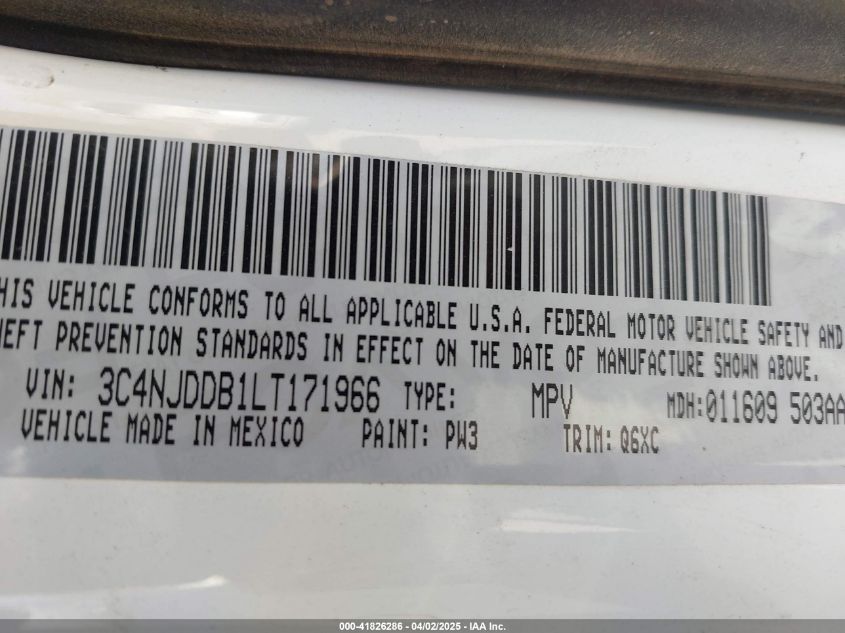 HIS VEHICLE CONFORMS TO ALL APPLICABLE U.S.A. FEDERAL MOTOR VEHICLE SAFETY AND
HEFT PREVENTION STANDARDS IN EFFECT ON THE DATE OF MANUFACTURE SHOWN ABOVE.
VIN: 3C4NJDDB1LT171966 TYPE: MPV MDH:011609 503AA
VEHICLE MADE IN MEXICO PAINT: PW3 TRIM: Q6XC
000-41826286 - 04/02/2025 - IAA Inc.